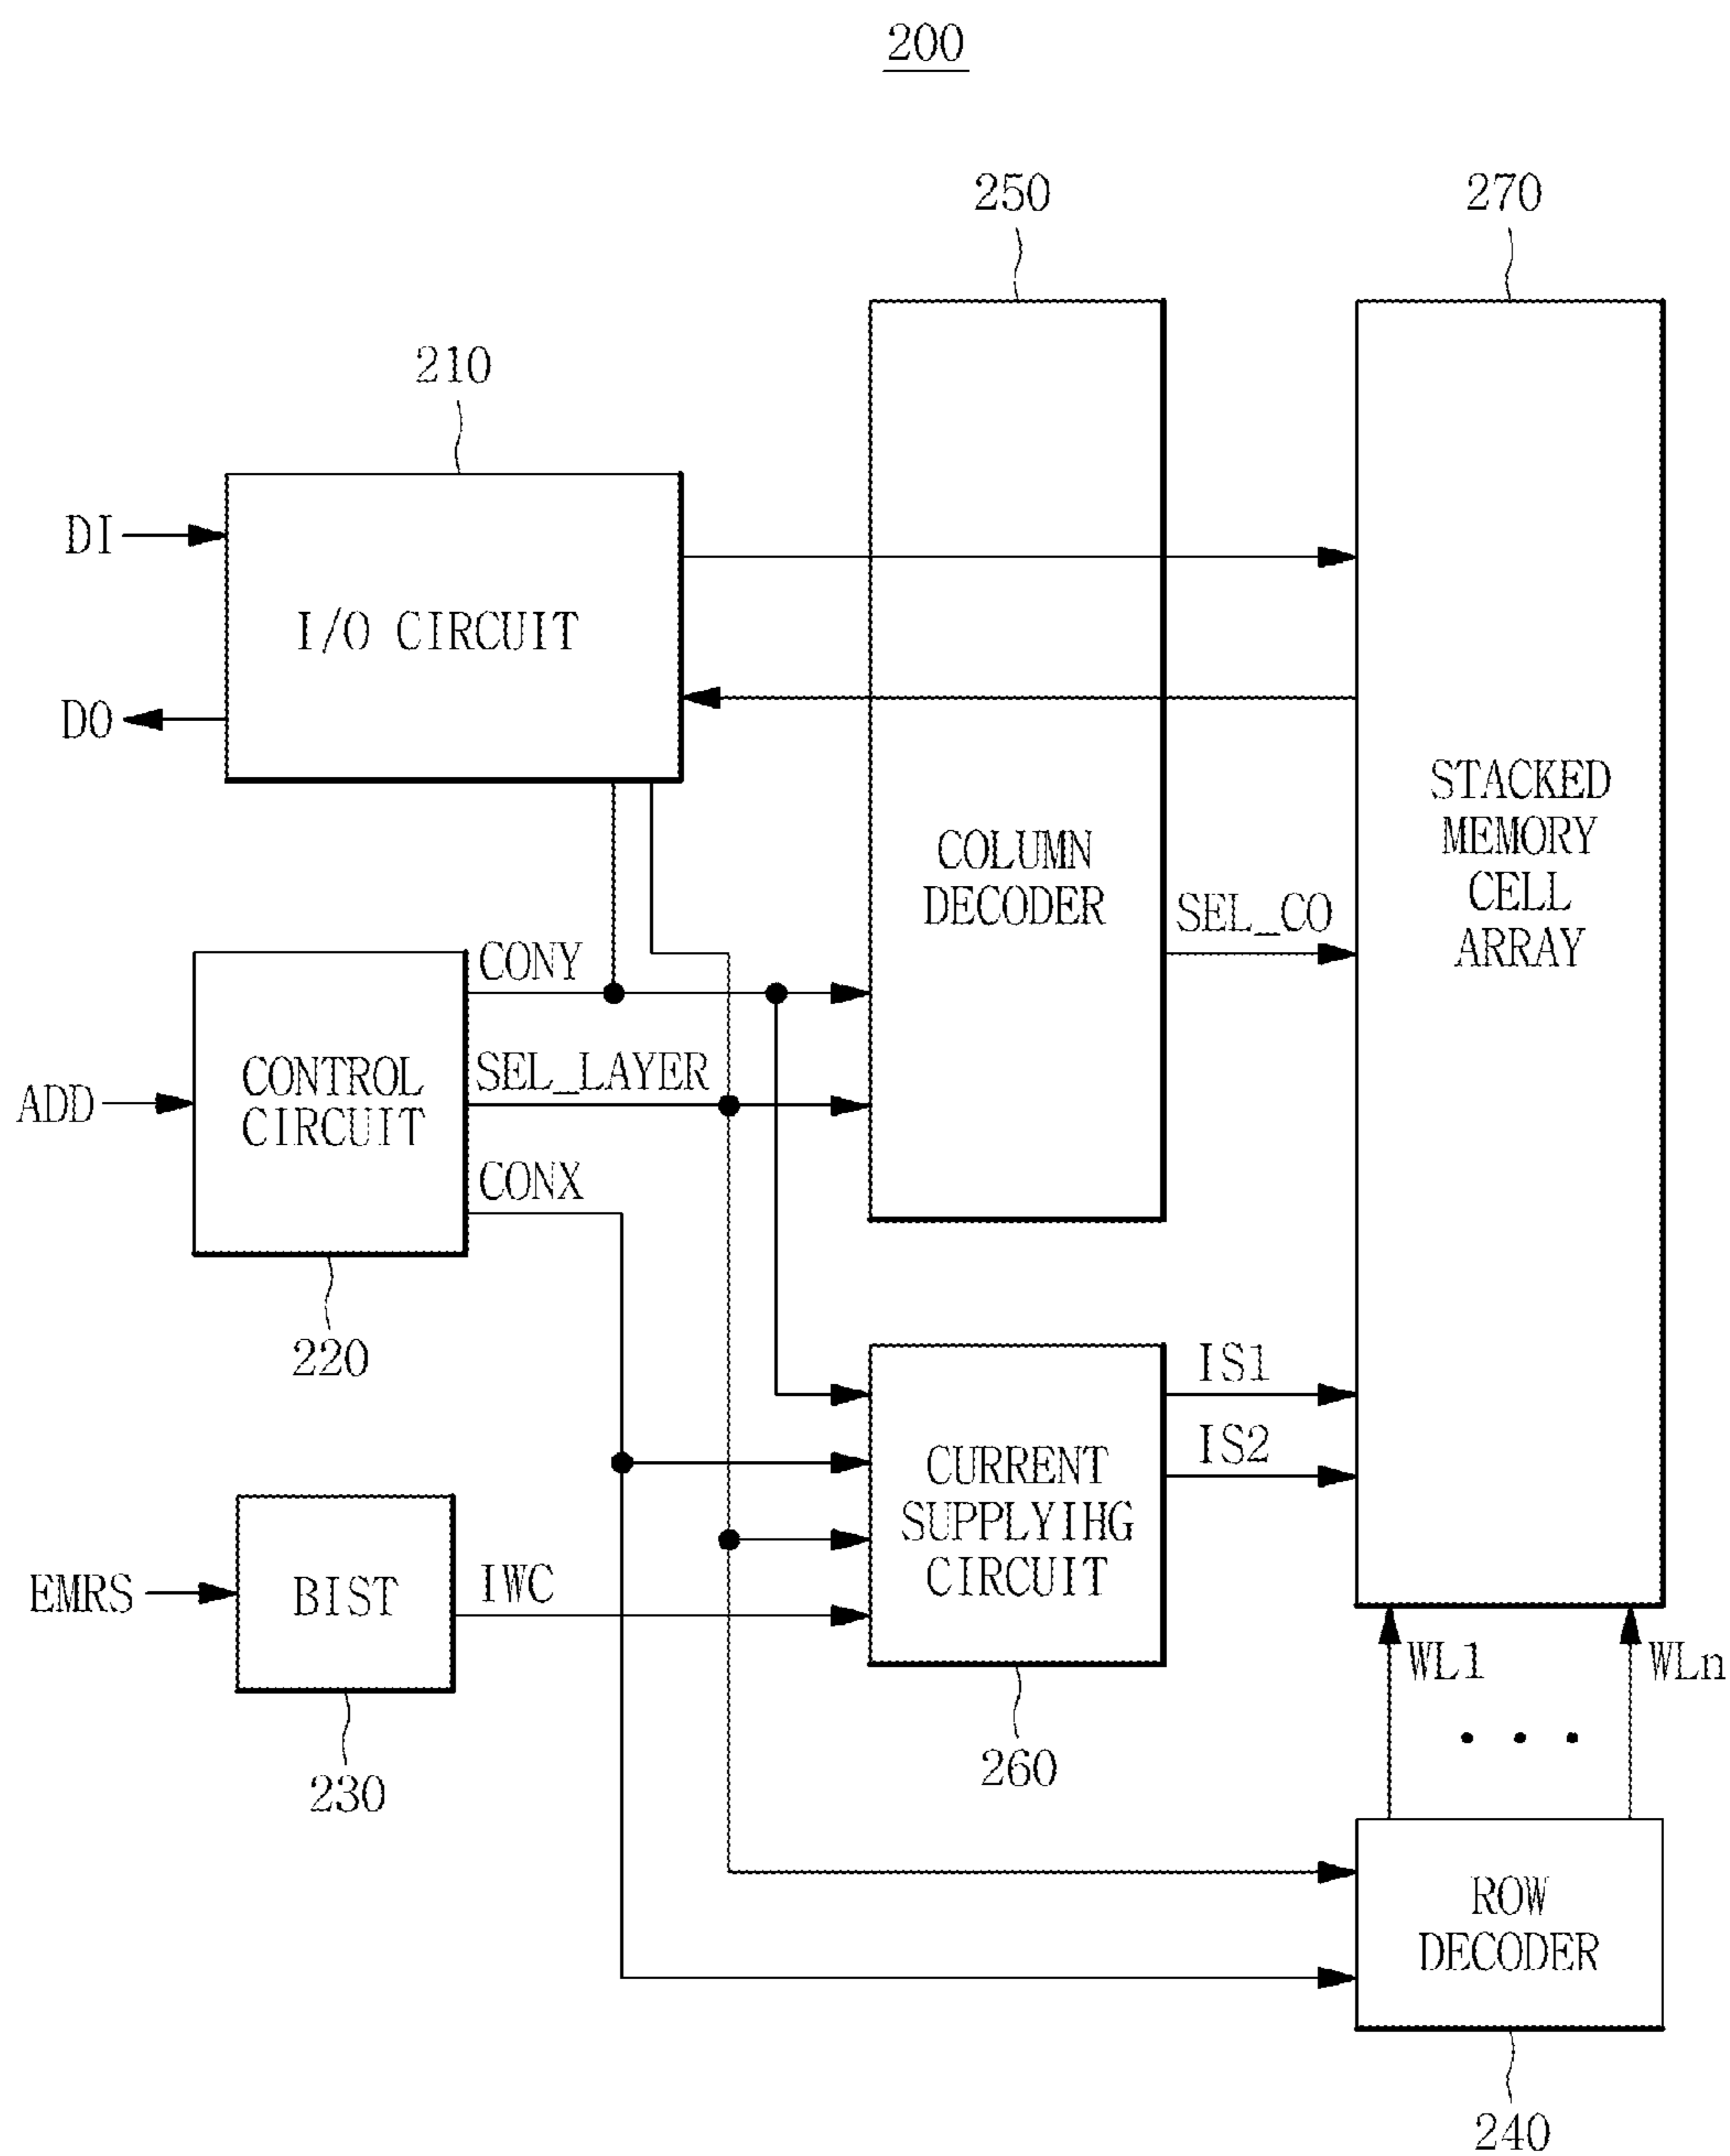 200
250
270
210
DI
I/O CIRCUIT
DO
STACKED
MEMORY
CELL
ARRAY
COLUMN
DECODER
SEL_CO
CONY
CONTROL
CIRCUIT
SEL_LAYER
ADD
CONX
220
IS1
IS2
CURRENT
SUPPLYIHG
CIRCUIT
EMRS
BIST
IWC
WL1
WLn
. . .
230
260
ROW
DECODER
240